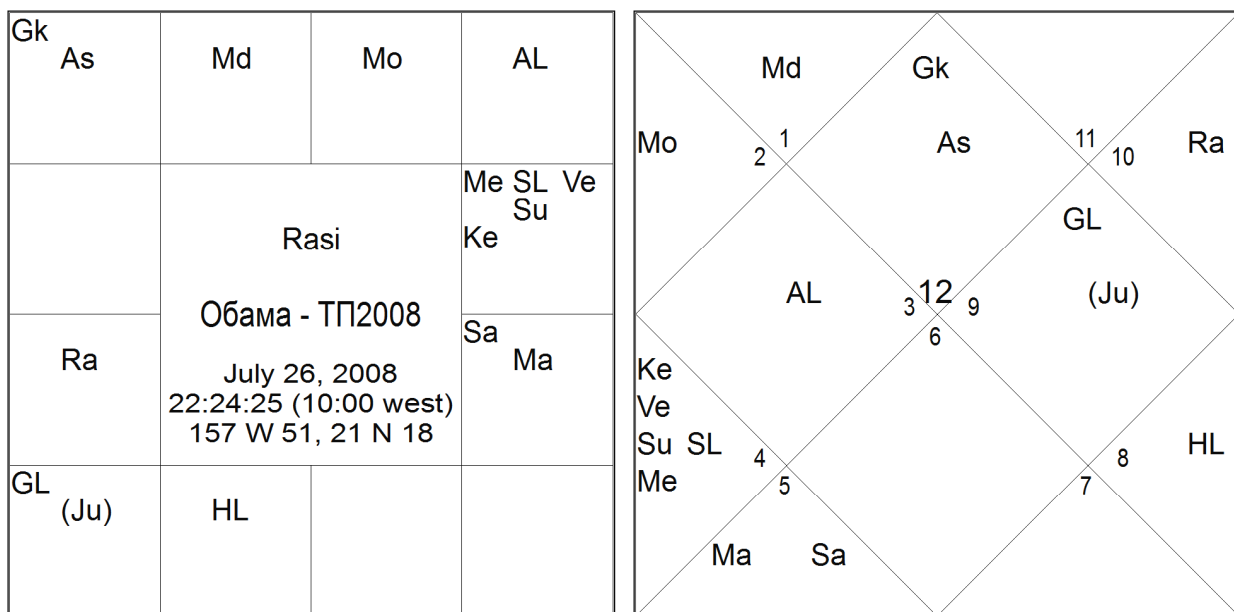 Gk
As Md Mo AL
Me SL Ve
Su
Ke
Rasi
Обама - ТП2008
July 26, 2008
22:24:25 (10:00 west)
157 W 51, 21 N 18
Ra
Sa
Ma
GL
(Ju) HL
Md Gk
Mo 2 1 As 11 10 Ra
GL
AL 3 12 9 (Ju)
6
Ke
Ve
Su SL 4 8 HL
Me 5 7
Ma Sa